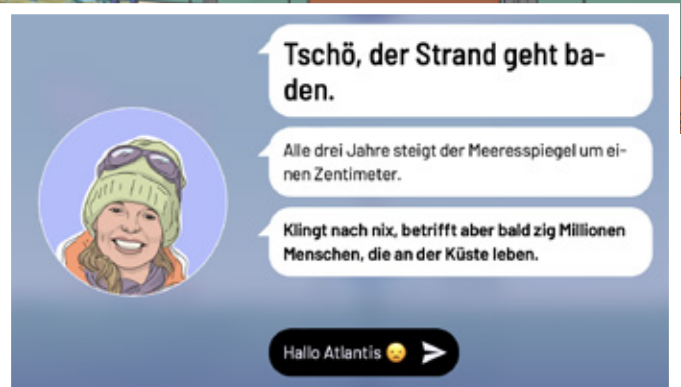 Tschö, der Strand geht ba-
den.
Alle drei Jahre steigt der Meeresspiegel um ei-
nen Zentimeter.
Klingt nach nix, betrifft aber bald zig Millionen
Menschen, die an der Küste leben.
Hallo Atlantis 😟